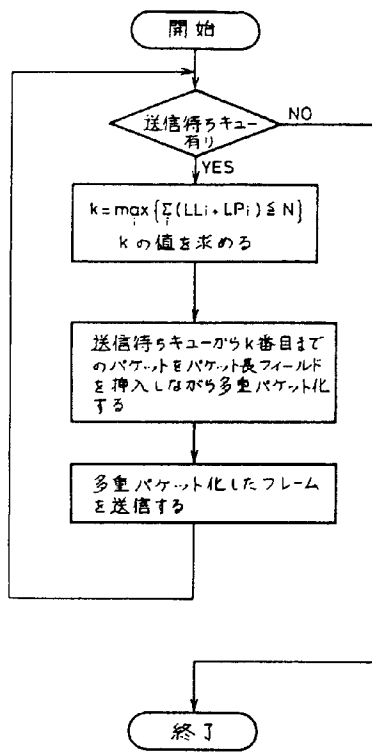 開始
送信待ちキュー
有り
NO
YES
k=max{Σ(LLi+LPi)≦N}
i i
kの値を求める
送信待ちキューからk番目まで
のパケットをパケット長フィールド
を挿入しながら多重パケット化
する
多重パケット化したフレーム
を送信する
終了